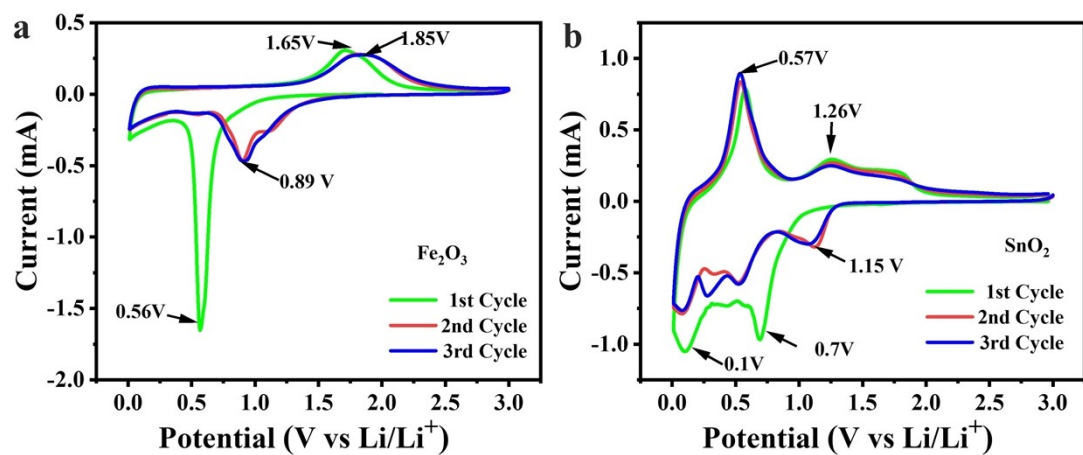 a
0.5
0.0
-0.5
-1.0
-1.5
-2.0
Current (mA)
1.65V
1.85V
0.89 V
0.56V
Fe₂O₃
1st Cycle
2nd Cycle
3rd Cycle
0.0 0.5 1.0 1.5 2.0 2.5 3.0
Potential (V vs Li/Li⁺)
b
1.0
0.5
0.0
-0.5
-1.0
Current (mA)
0.57V
1.26V
1.15 V
0.7V
0.1V
SnO₂
1st Cycle
2nd Cycle
3rd Cycle
0.0 0.5 1.0 1.5 2.0 2.5 3.0
Potential (V vs Li/Li⁺)